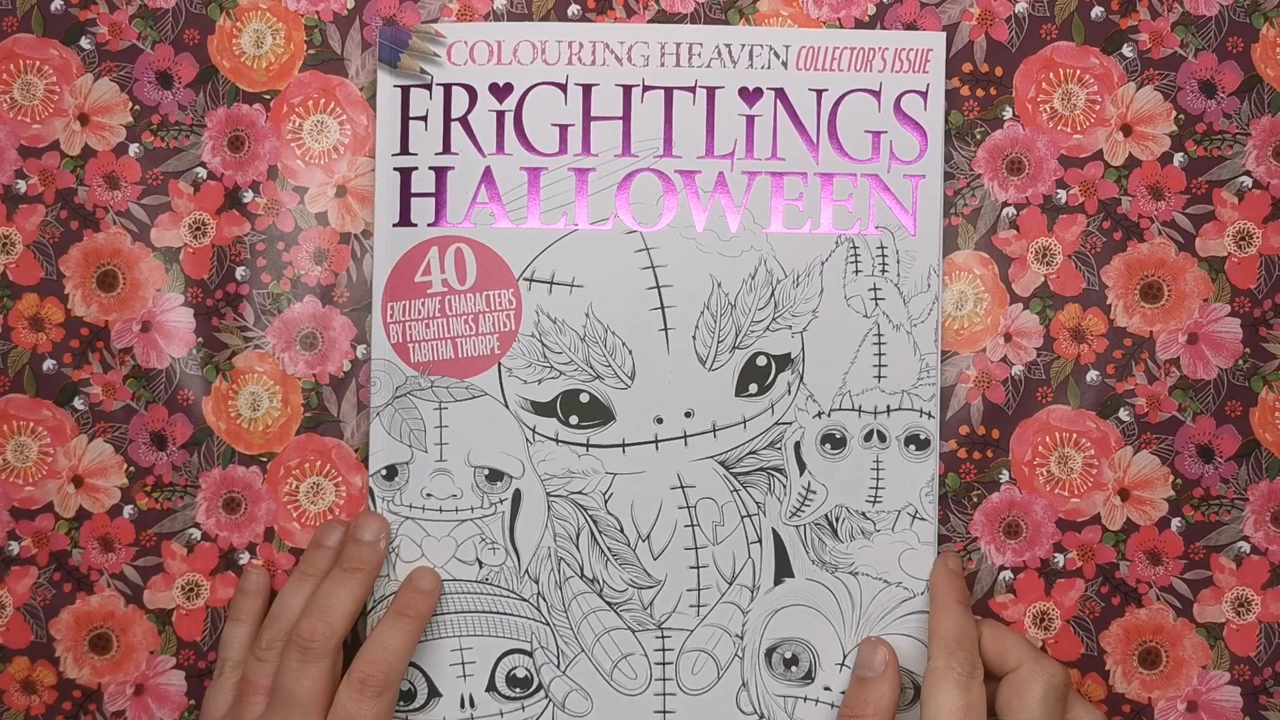 COLOURING HEAVEN COLLECTOR'S ISSUE
FRiGHTLiNGS
HALLOWEEN
40
EXCLUSIVE CHARACTERS
BY FRIGHTLINGS ARTIST
TABITHA THORPE